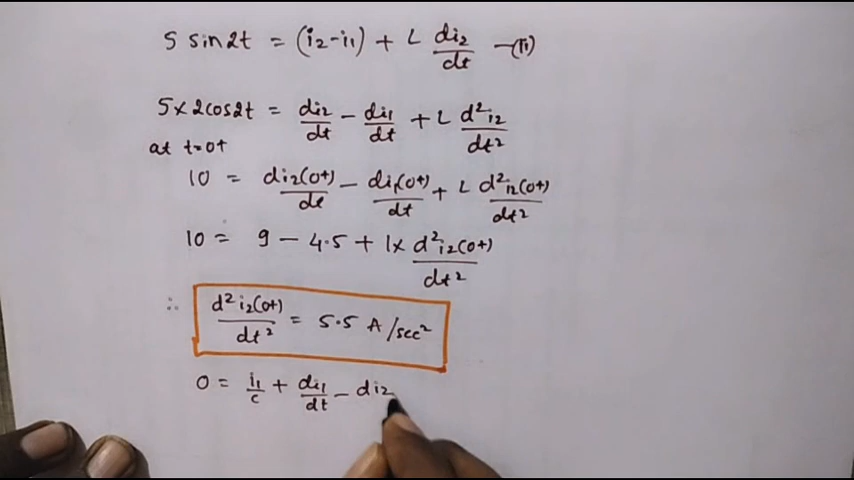 5 sin2t = (i₂-i₁) + L di₂/dt —(ii)
5×2cos2t = di₂/dt - di₁/dt + L d²i₂/dt²
at t=0+
10 = di₂(0+)/dt - di₁(0+)/dt + L d²i₂(0+)/dt²
10 = 9 - 4.5 + 1× d²i₂(0+)/dt²
∴ d²i₂(0+)/dt² = 5.5 A/sec²
0 = i₁/c + di₁/dt - di₂